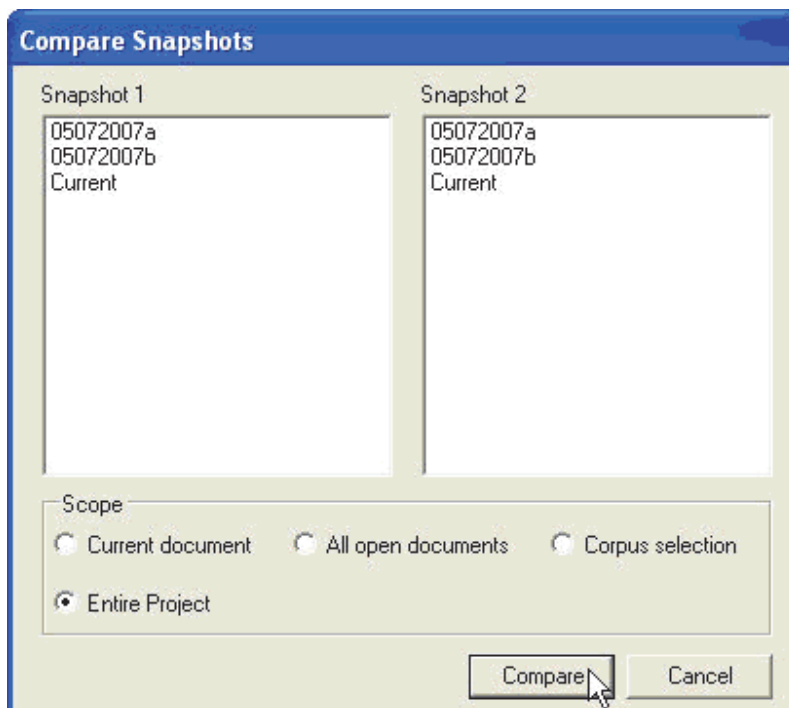 Compare Snapshots
Snapshot 1
05072007a
05072007b
Current
Snapshot 2
05072007a
05072007b
Current
Scope
Current document
All open documents
Corpus selection
Entire Project
Compare
Cancel